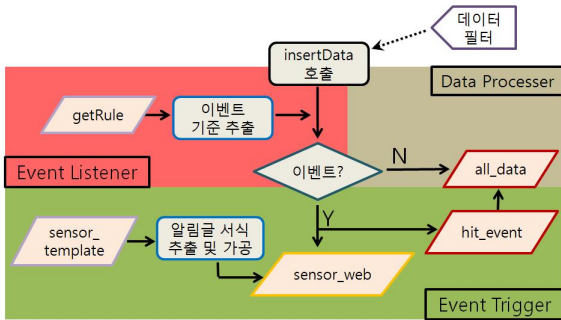 데이터
필터
insertData
호출
Data Processer
getRule
이벤트
기준 추출
이벤트?
N
all_data
Event Listener
Y
sensor_
template
알림글 서식
추출 및 가공
hit_event
sensor_web
Event Trigger